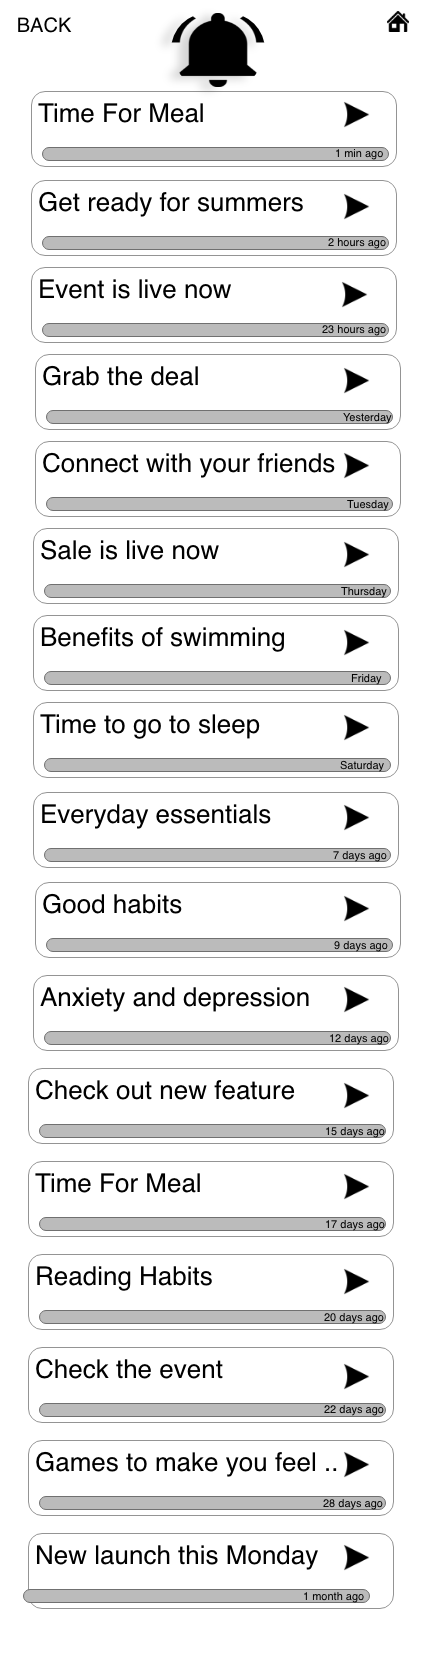 BACK
Time For Meal
1 min ago
Get ready for summers
2 hours ago
Event is live now
23 hours ago
Grab the deal
Yesterday
Connect with your friends
Tuesday
Sale is live now
Thursday
Benefits of swimming
Friday
Time to go to sleep
Saturday
Everyday essentials
7 days ago
Good habits
9 days ago
Anxiety and depression
12 days ago
Check out new feature
15 days ago
Time For Meal
17 days ago
Reading Habits
20 days ago
Check the event
22 days ago
Games to make you feel ..
28 days ago
New launch this Monday
1 month ago